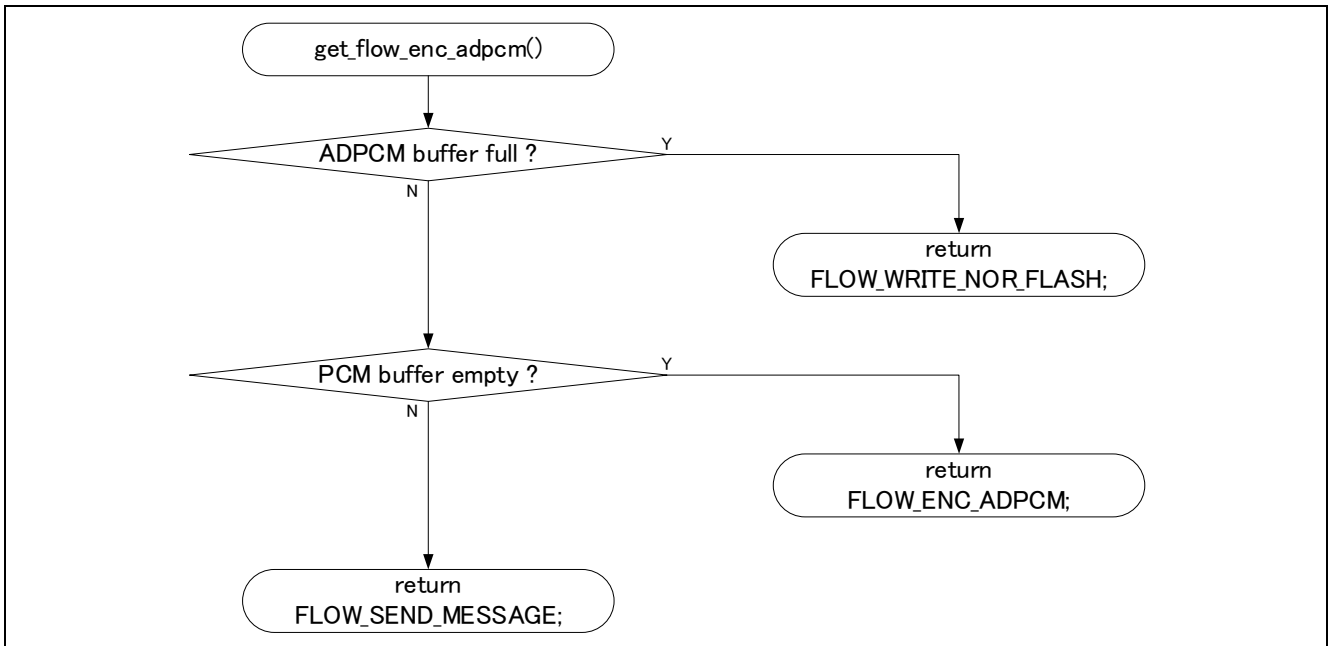 get_flow_enc_adpcm()
ADPCM buffer full ?
Y
N
return
FLOW_WRITE_NOR_FLASH;
PCM buffer empty ?
Y
N
return
FLOW_ENC_ADPCM;
return
FLOW_SEND_MESSAGE;